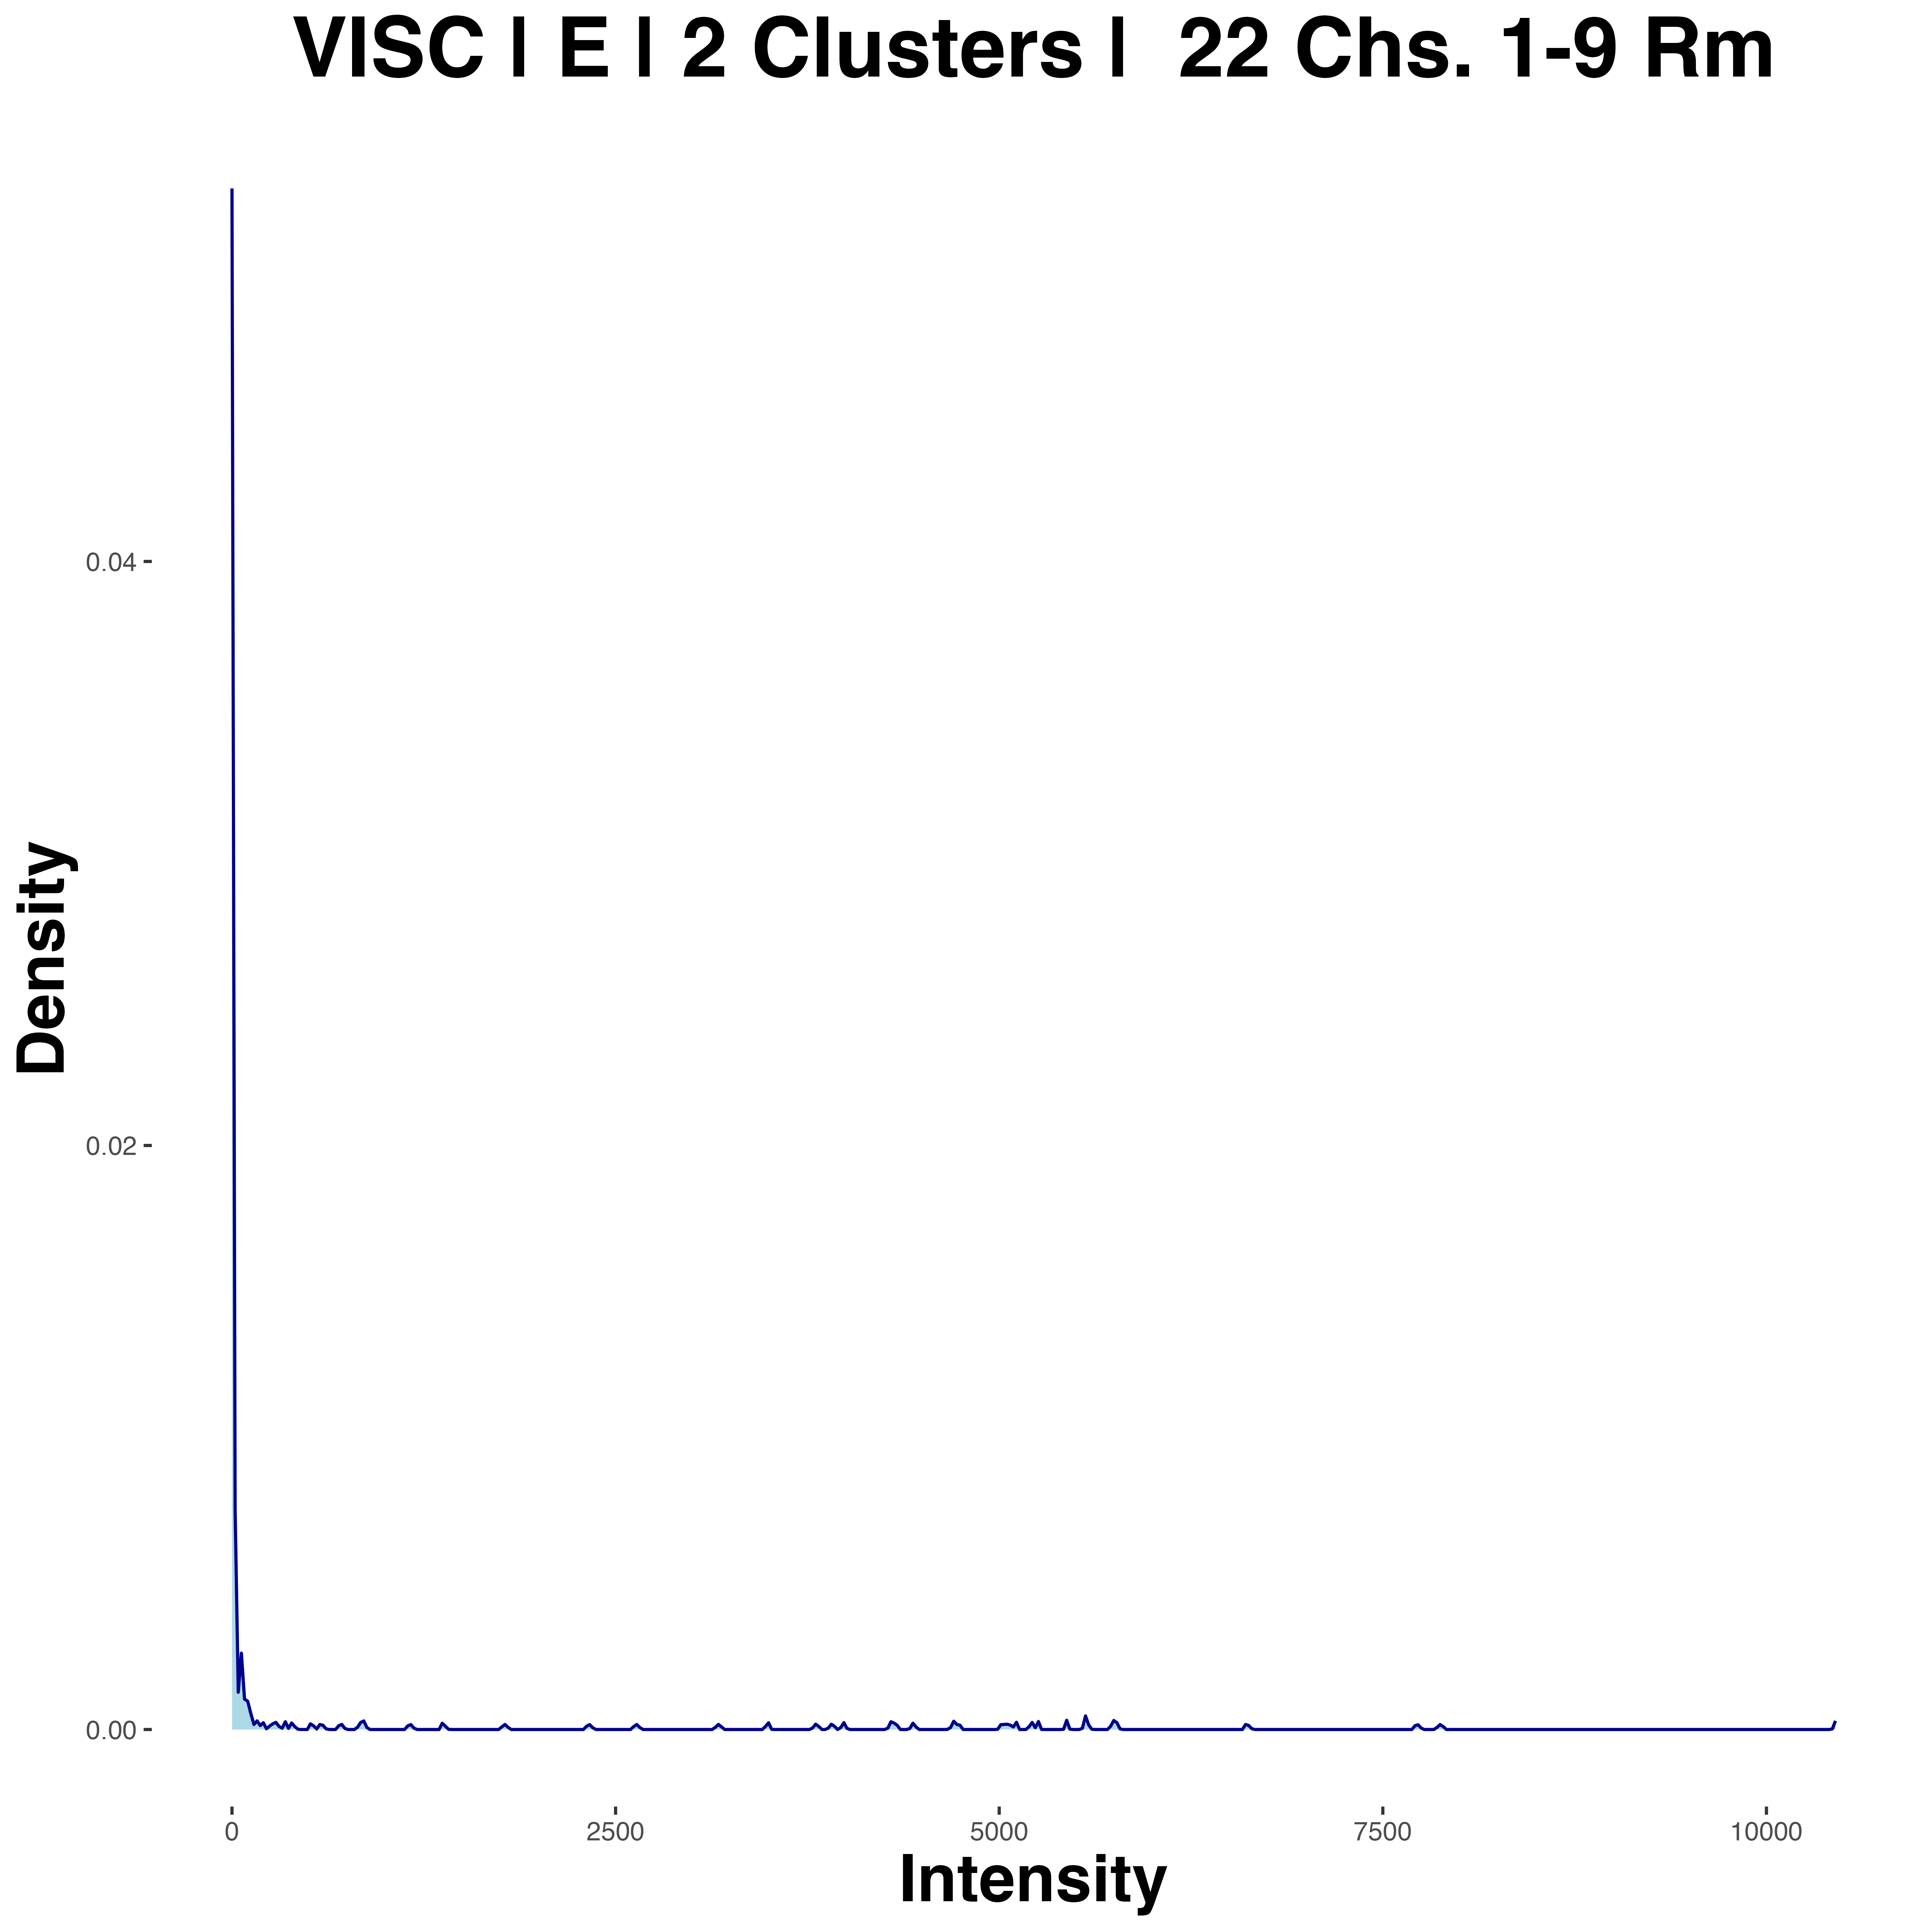 VISC | E | 2 Clusters |  22 Chs. 1-9 Rm
Density
0.04
0.02
0.00
0 2500 5000 7500 10000
Intensity